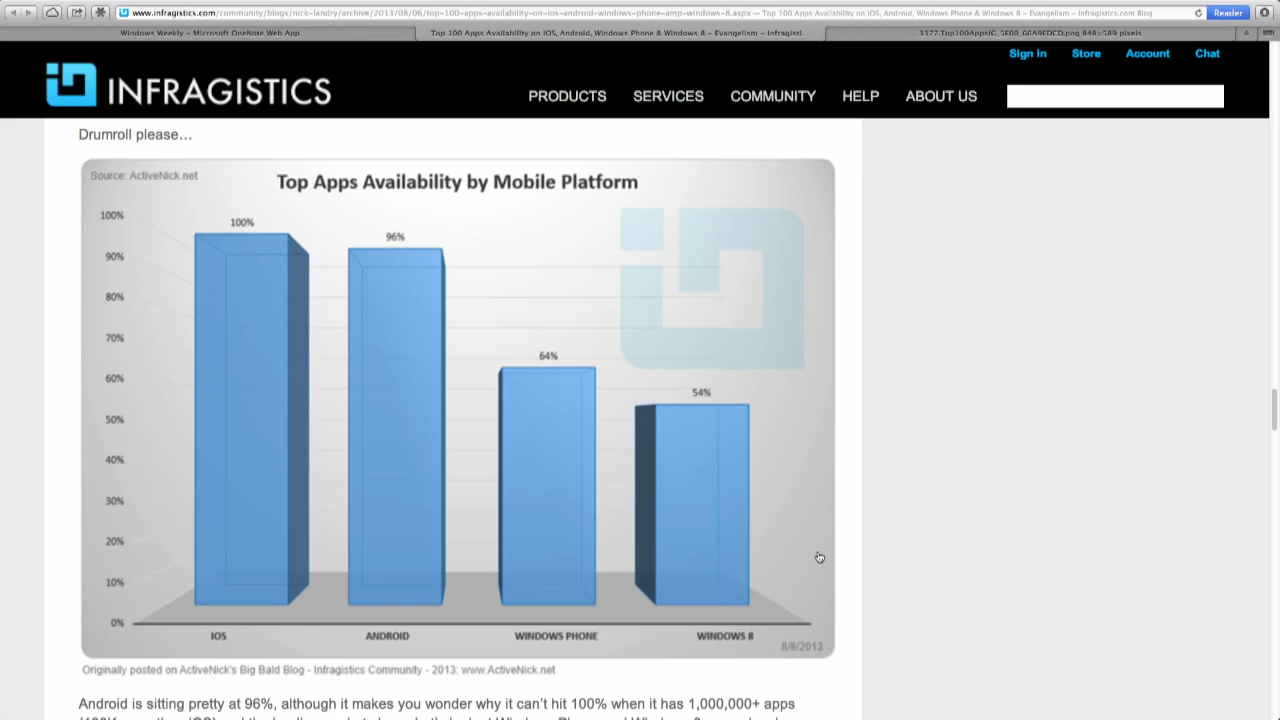 www.infragistics.com/community/blogs/nick-landry/archive/2013/08/06/top-100-apps-availability-on-ios-android-windows-phone-amp-windows-8.aspx — Top 100 Apps Availability on iOS, Android, Windows Phone & Windows 8 – Evangelism – Infragistics.com Blog
Reader
Windows Weekly – Microsoft OneNote Web App
Top 100 Apps Availability on iOS, Android, Windows Phone & Windows 8 – Evangelism – Infragisti...
848x589 pixels
Sign in Store Account Chat
INFRAGISTICS
PRODUCTS SERVICES COMMUNITY HELP ABOUT US
Drumroll please…
Source: ActiveNick.net
Top Apps Availability by Mobile Platform
100%
90%
80%
70%
60%
50%
40%
30%
20%
10%
0%
100%
96%
64%
54%
IOS ANDROID WINDOWS PHONE WINDOWS 8
8/8/2013
Originally posted on ActiveNick's Big Bald Blog - Infragistics Community - 2013: www.ActiveNick.net
Android is sitting pretty at 96%, although it makes you wonder why it can't hit 100% when it has 1,000,000+ apps